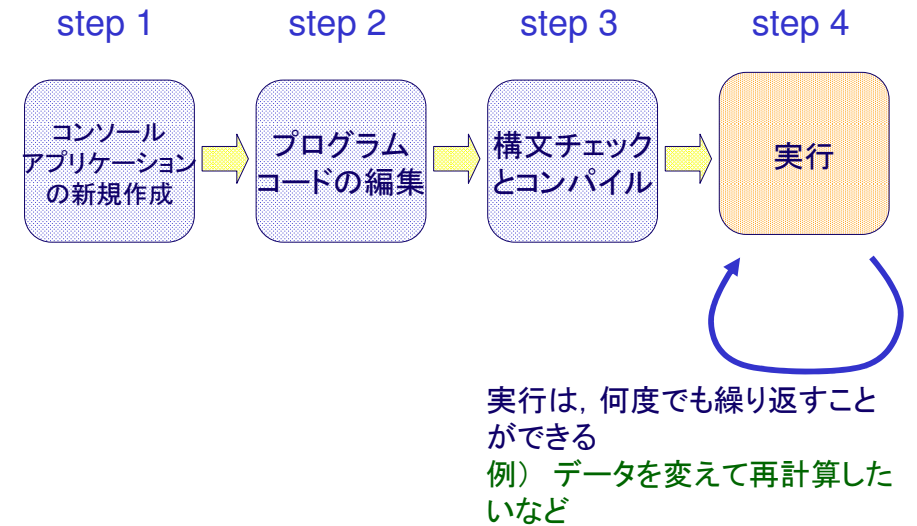 step 1
step 2
step 3
step 4
コンソール
アプリケーション
の新規作成
プログラム
コードの編集
構文チェック
とコンパイル
実行
実行は，何度でも繰り返すこと
ができる
例） データを変えて再計算した
いなど